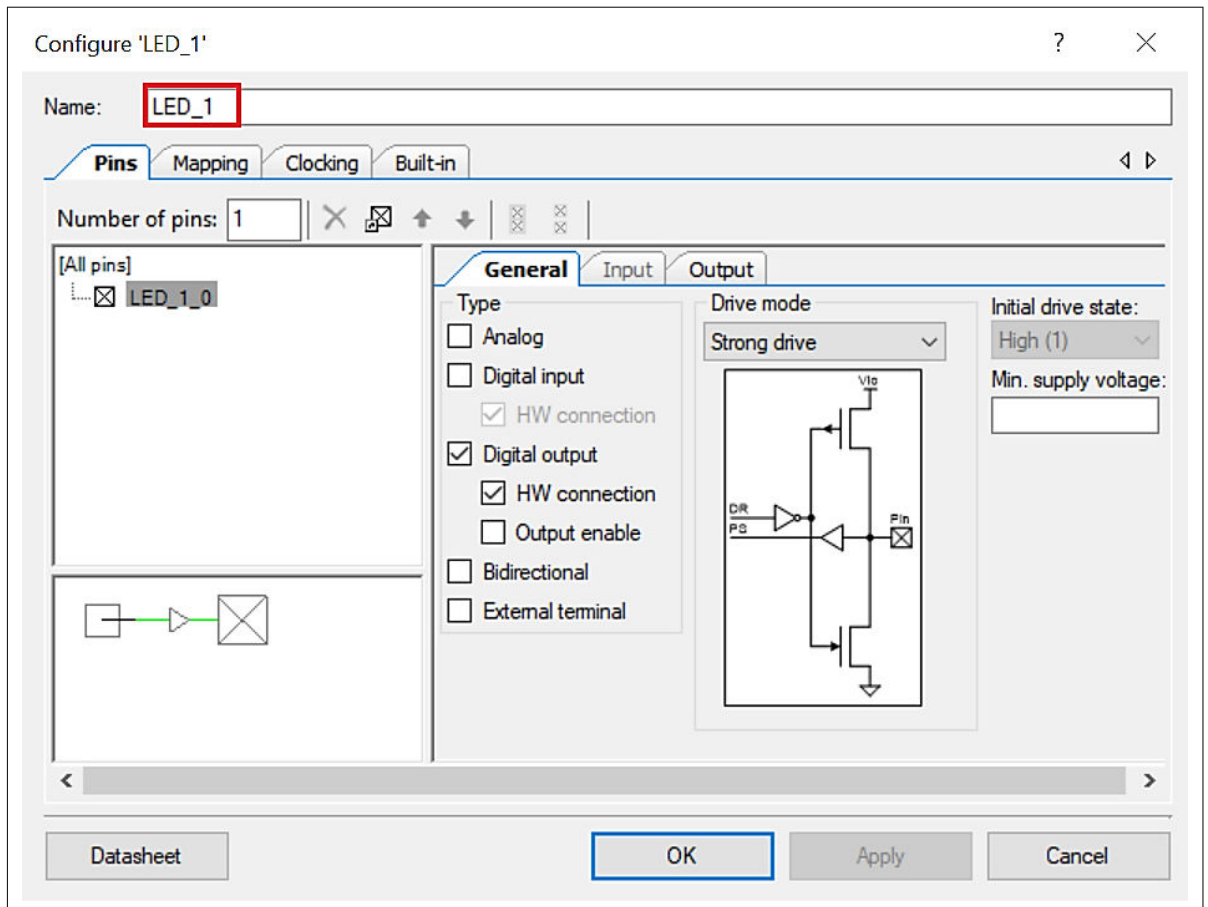 Configure 'LED_1'
?
Name: LED_1
Pins Mapping Clocking Built-in
Number of pins: 1
[All pins]
LED_1_0
General Input Output
Type
Analog
Digital input
HW connection
Digital output
HW connection
Output enable
Bidirectional
External terminal
Drive mode
Strong drive
Vio
DR
PS
Pin
Initial drive state:
High (1)
Min. supply voltage:
Datasheet OK Apply Cancel